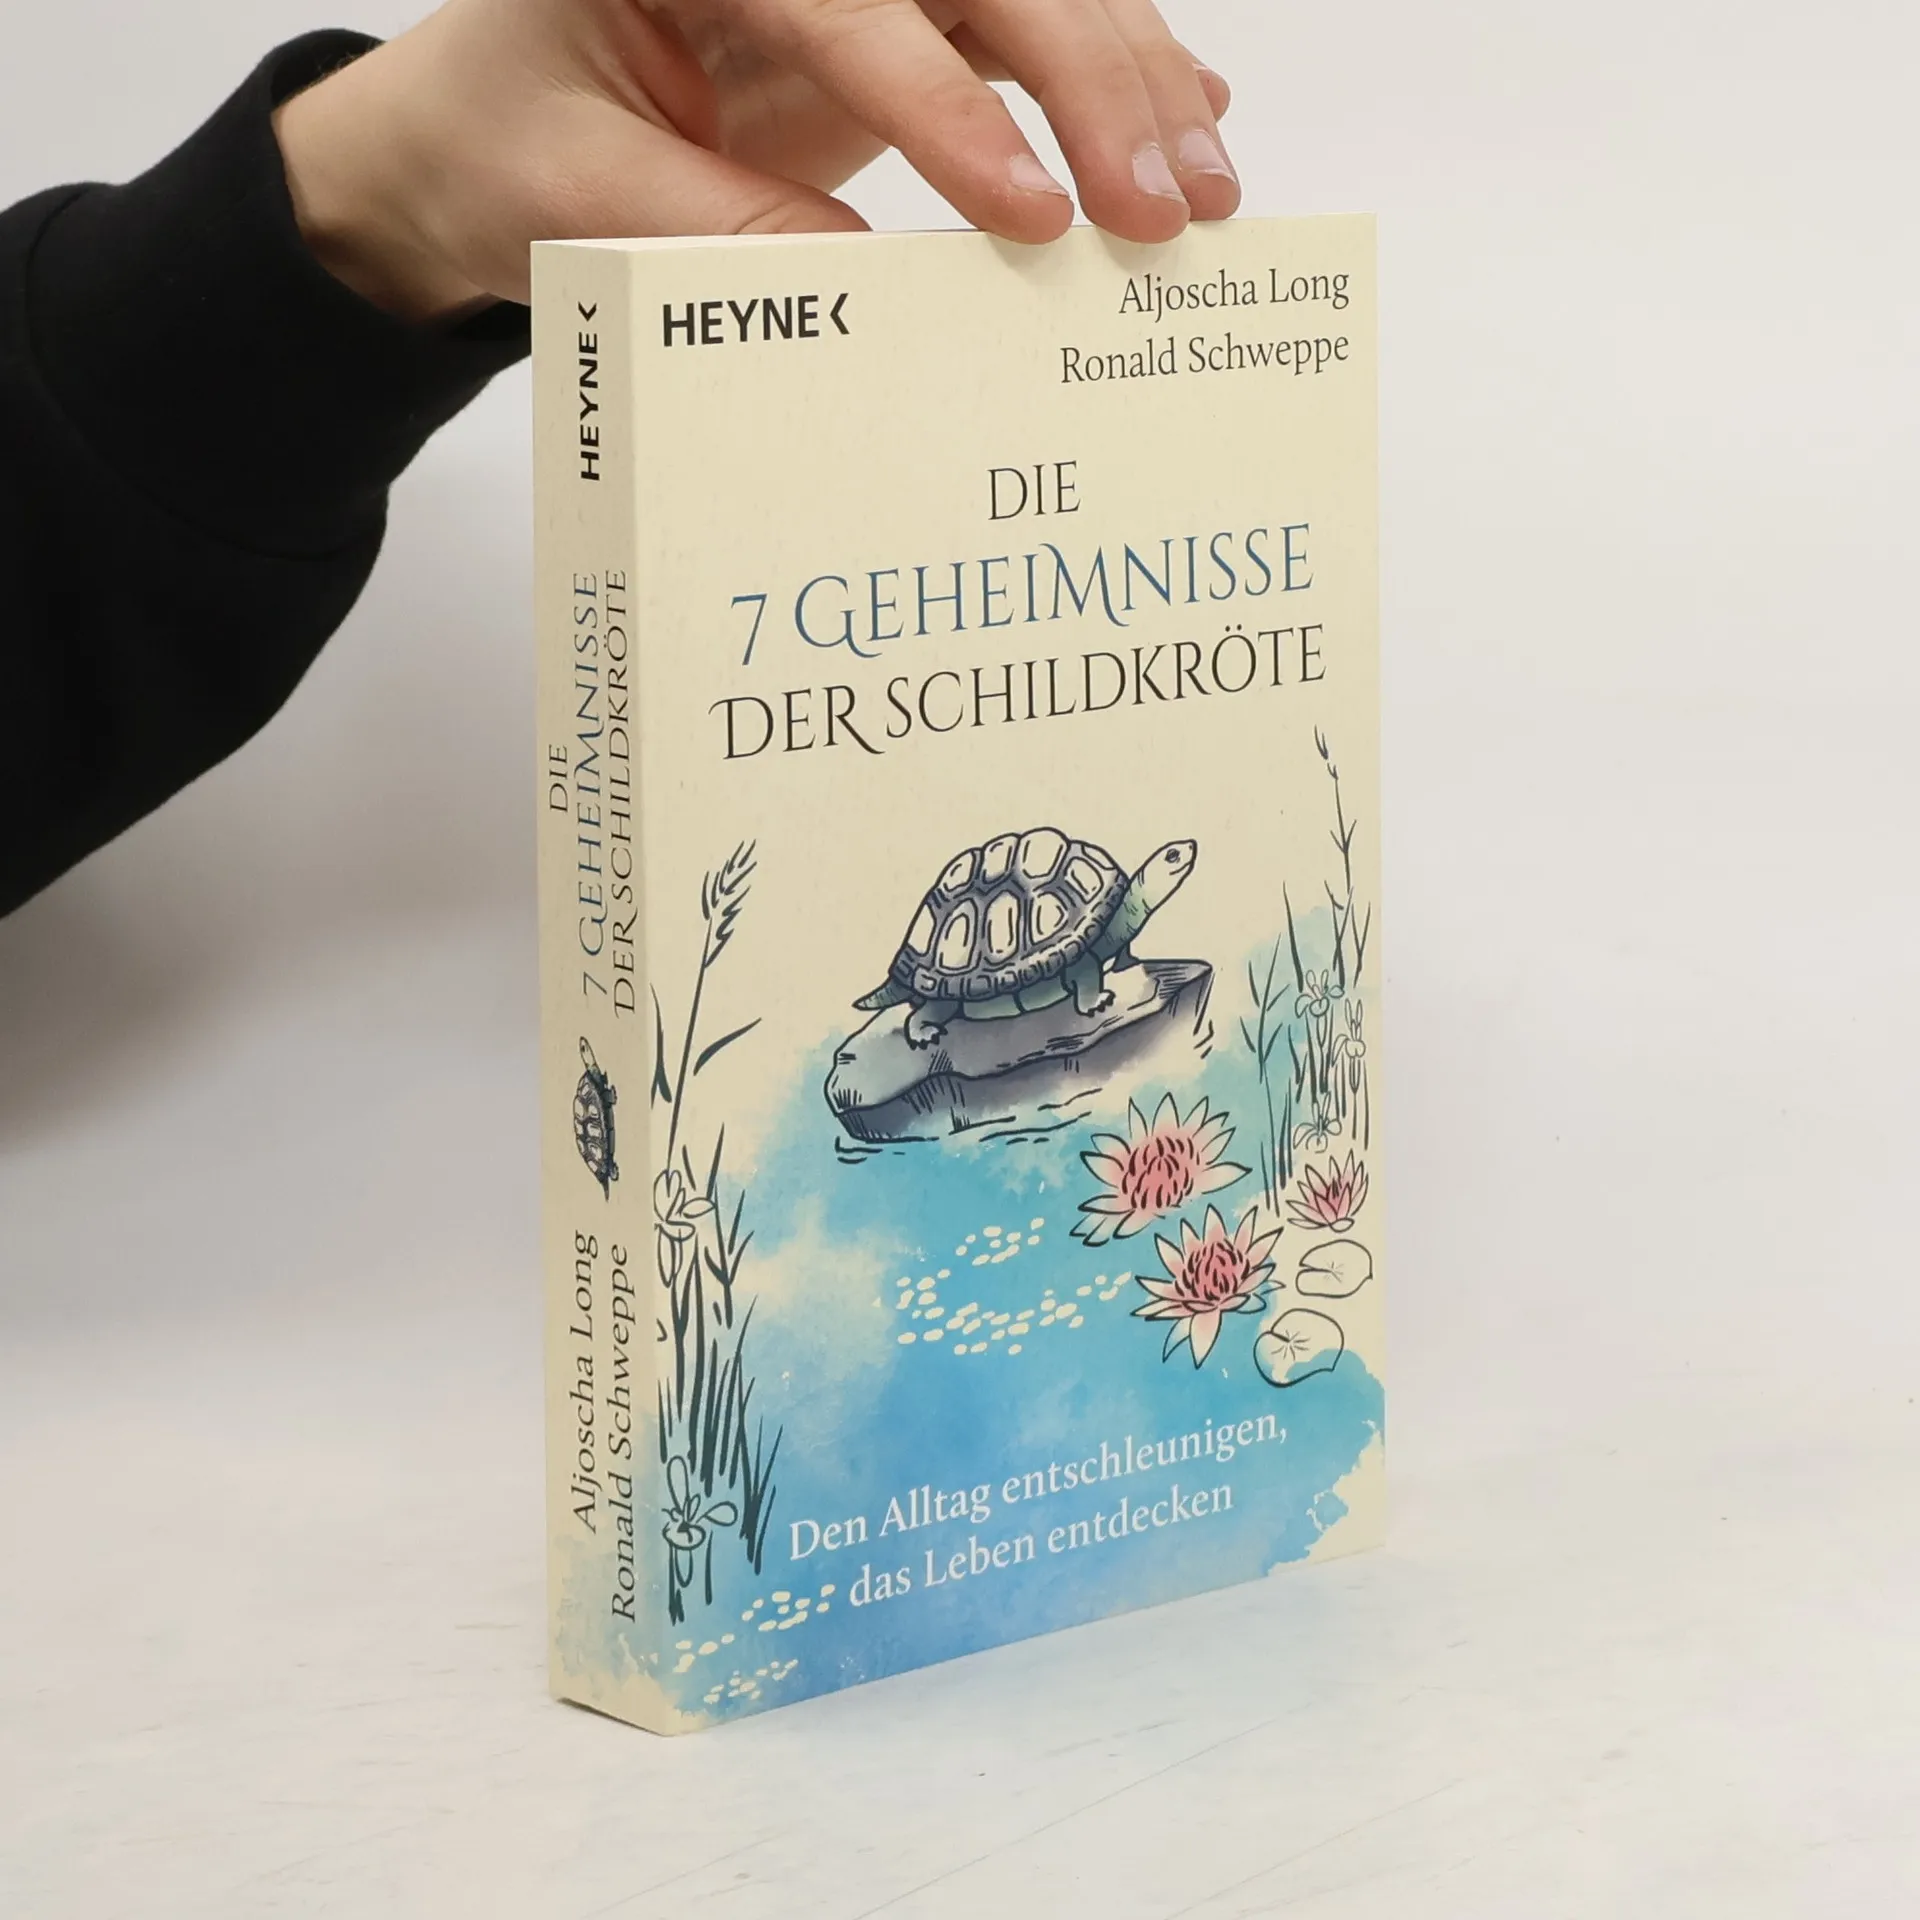 HEYNE
Aljoscha Long
Ronald Schweppe
DIE
7 GEHEIMNISSE
DER SCHILDKRÖTE
Den Alltag entschleunigen,
das Leben entdecken
HEYNE
DIE
7 GEHEIMNISSE
DER SCHILDKRÖTE
Aljoscha Long
Ronald Schweppe